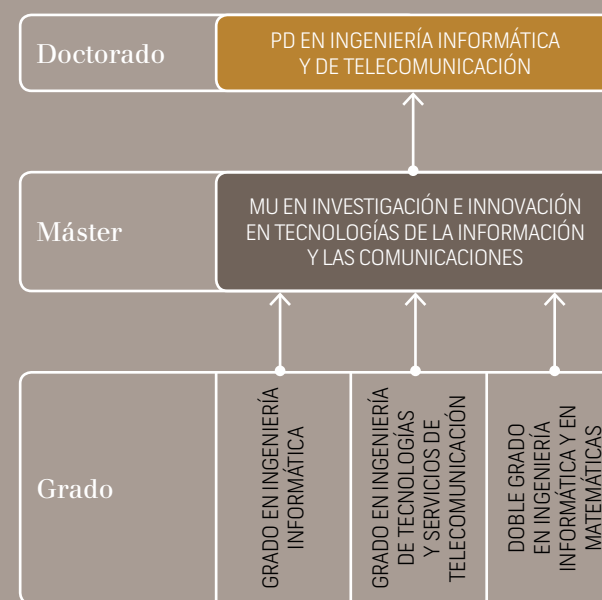 Doctorado
PD EN INGENIERÍA INFORMÁTICA
Y DE TELECOMUNICACIÓN
Máster
MU EN INVESTIGACIÓN E INNOVACIÓN
EN TECNOLOGÍAS DE LA INFORMACIÓN
Y LAS COMUNICACIONES
Grado
GRADO EN INGENIERÍA
INFORMÁTICA
GRADO EN INGENIERÍA
DE TECNOLOGÍAS
Y SERVICIOS DE
TELECOMUNICACIÓN
DOBLE GRADO
EN INGENIERÍA
INFORMÁTICA Y EN
MATEMÁTICAS